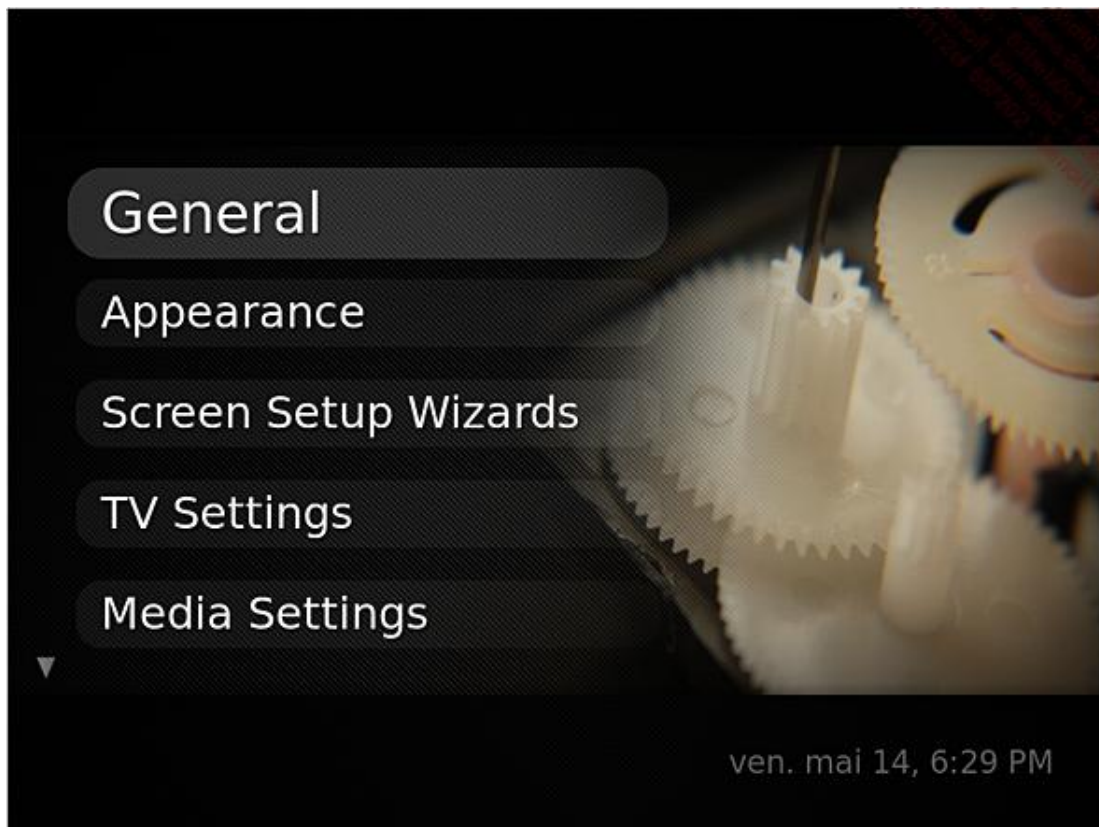 General
Appearance
Screen Setup Wizards
TV Settings
Media Settings
ven. mai 14, 6:29 PM